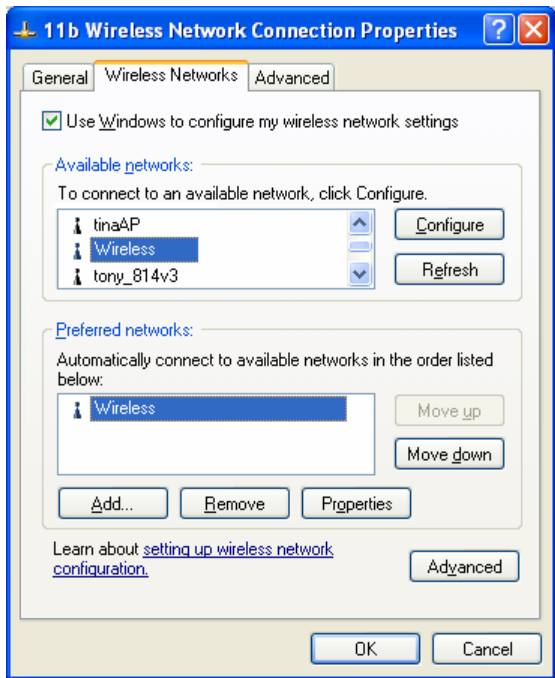 11b Wireless Network Connection Properties
General Wireless Networks Advanced
Use Windows to configure my wireless network settings
Available networks:
To connect to an available network, click Configure.
tinaAP
Wireless
tony_814v3
Configure
Refresh
Preferred networks:
Automatically connect to available networks in the order listed
below:
Wireless
Move up
Move down
Add... Remove Properties
Learn about setting up wireless network
configuration.
Advanced
OK Cancel